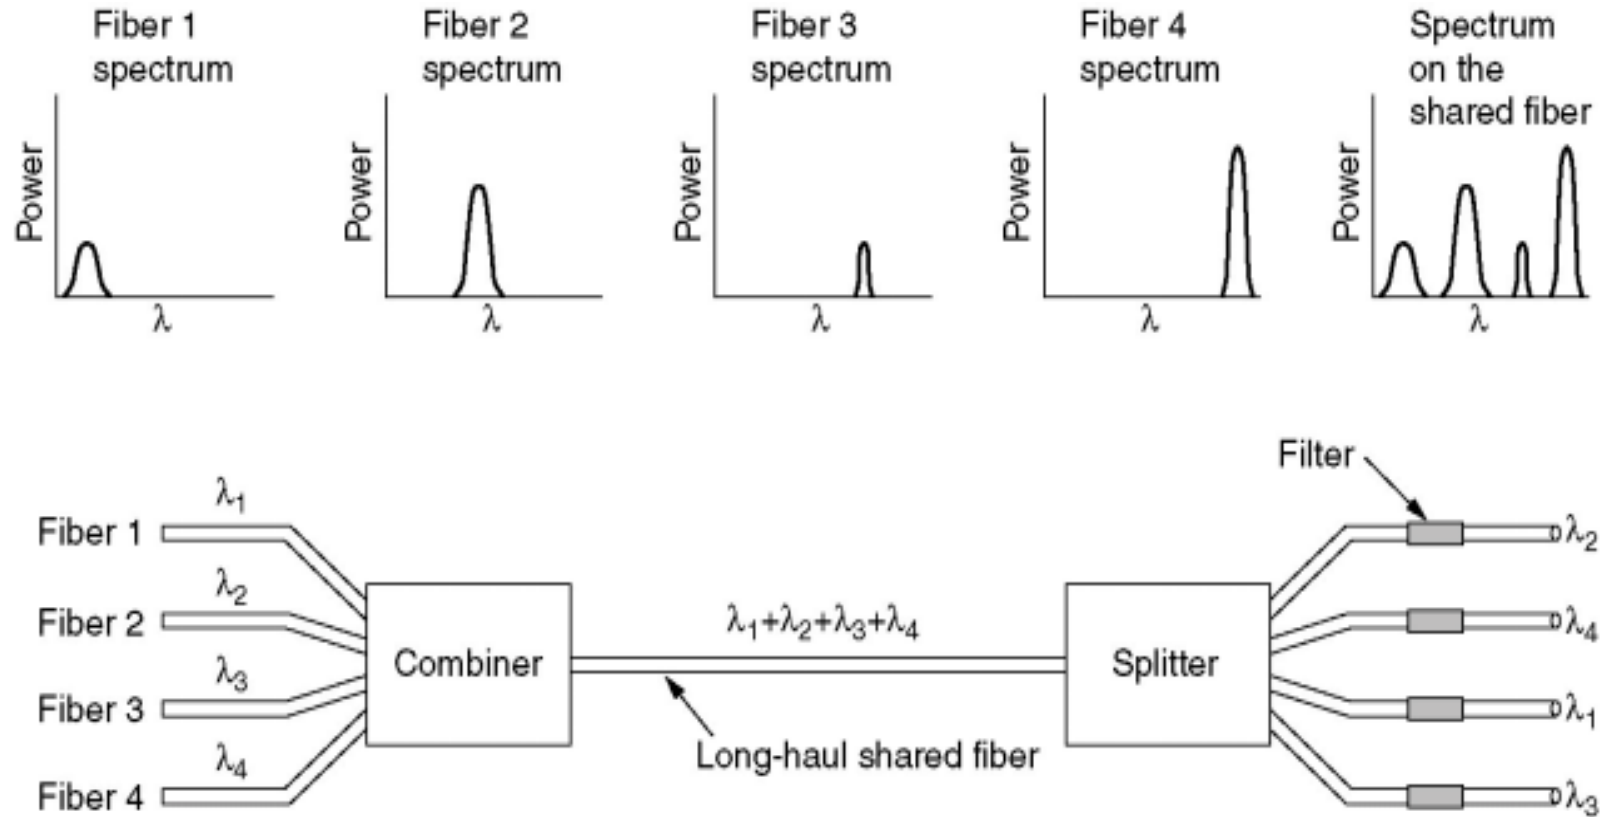 Fiber 1
spectrum
Fiber 2
spectrum
Fiber 3
spectrum
Fiber 4
spectrum
Spectrum
on the
shared fiber
Power
λ
Power
λ
Power
λ
Power
λ
Power
λ
Filter
λ1
Fiber 1
λ2
Fiber 2
λ3
Fiber 3
λ4
Fiber 4
Combiner
λ1+λ2+λ3+λ4
Long-haul shared fiber
Splitter
λ2
λ4
λ1
λ3